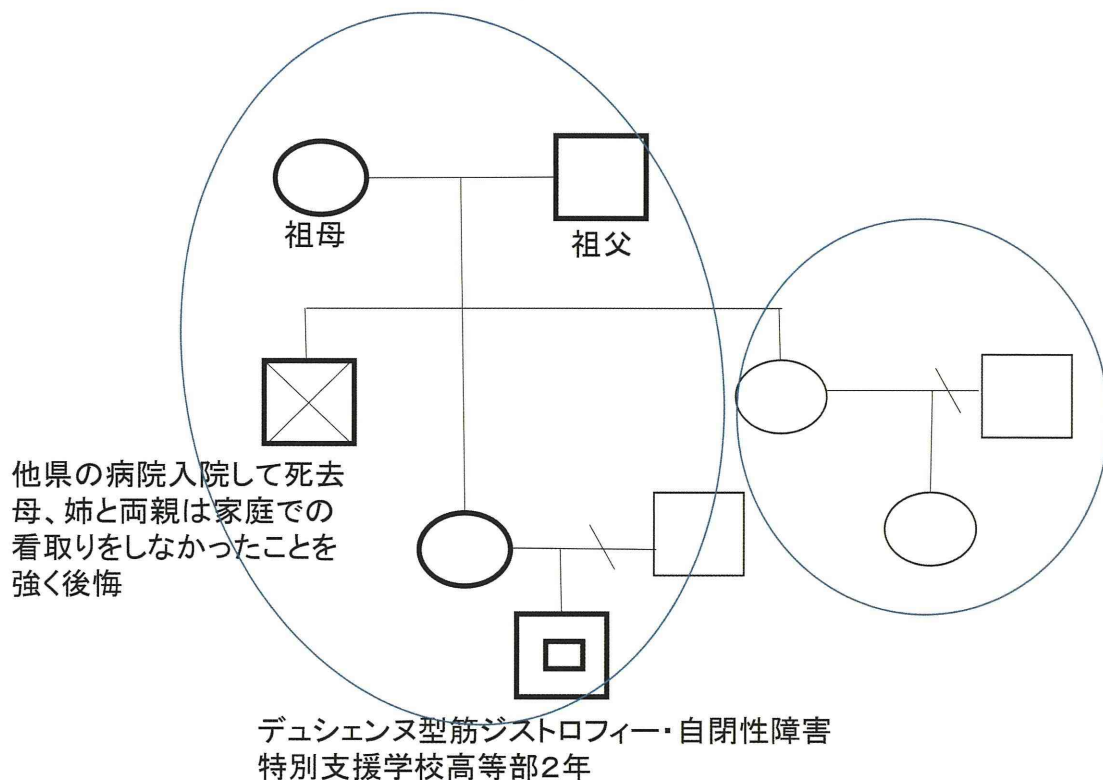 祖母
祖父
他県の病院入院して死去
母、姉と両親は家庭での
看取りをしなかったことを
強く後悔
デュシェンヌ型筋ジストロフィー・自閉性障害
特別支援学校高等部2年